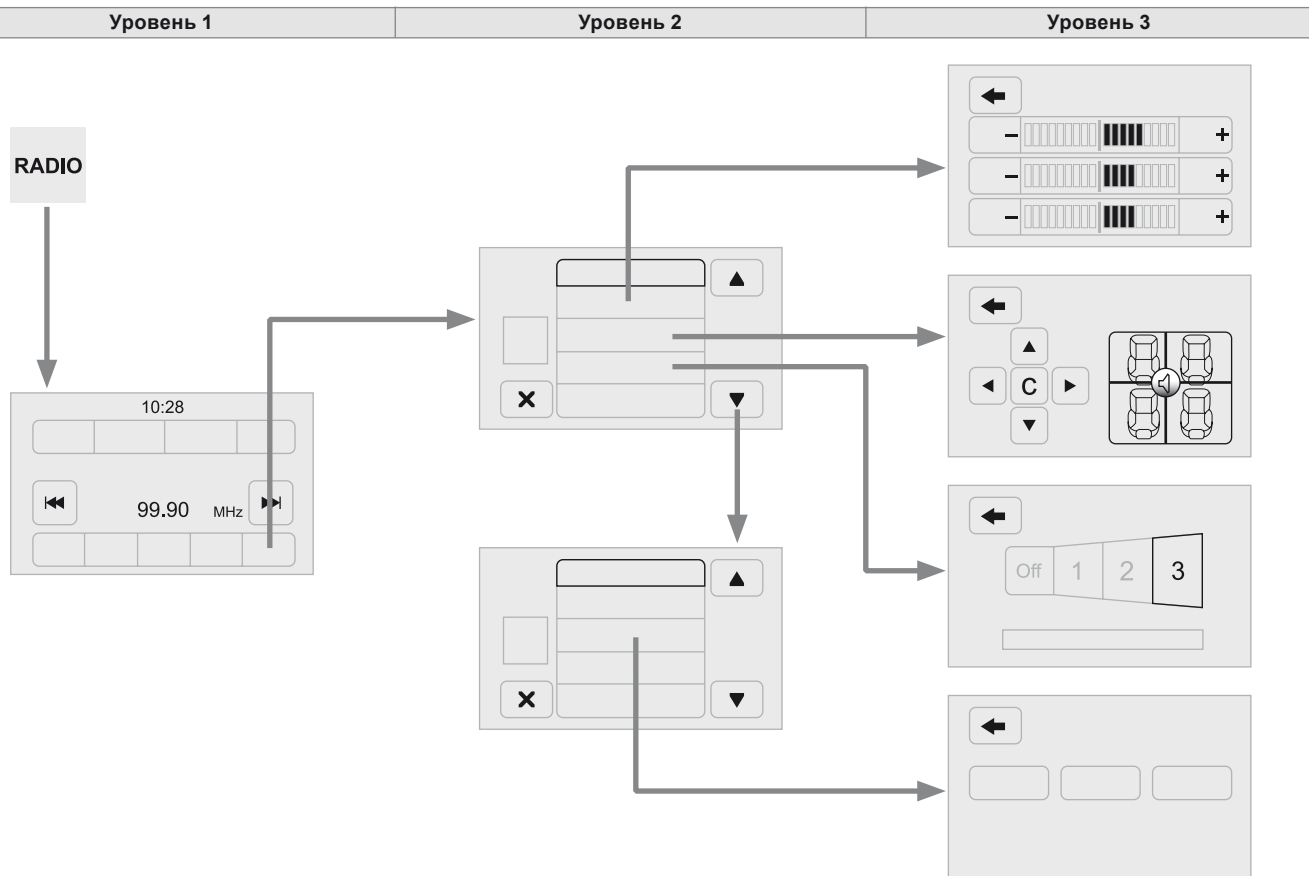 Уровень 1
Уровень 2
Уровень 3
RADIO
10:28
99.90 MHz
C
Off 1 2 3